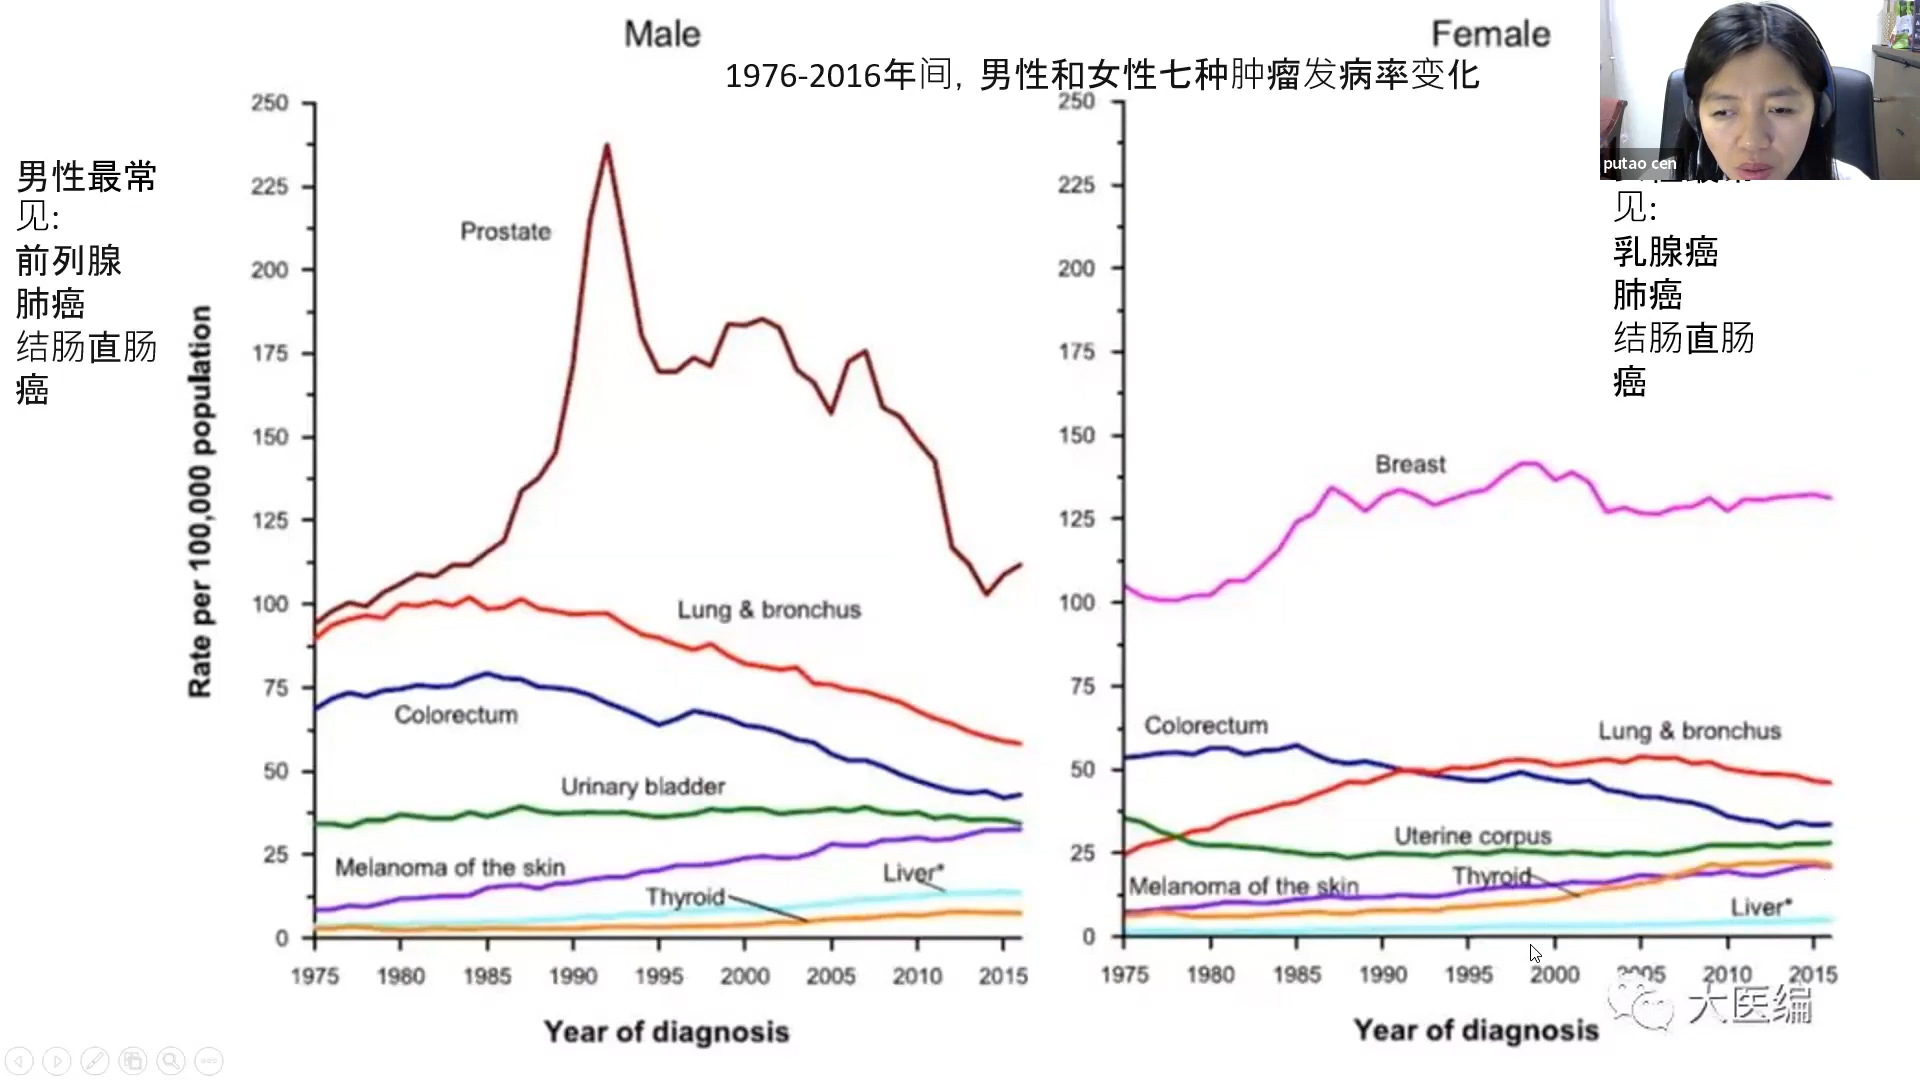 Male
Female
1976-2016年间，男性和女性七种肿瘤发病率变化
putao cen
男性最常
见:
前列腺
肺癌
结肠直肠
癌
见:
乳腺癌
肺癌
结肠直肠
癌
Rate per 100,000 population
250
225
200
175
150
125
100
75
50
25
0
Prostate
Lung & bronchus
Colorectum
Urinary bladder
Melanoma of the skin
Liver*
Thyroid
1975 1980 1985 1990 1995 2000 2005 2010 2015
Year of diagnosis
250
225
200
175
150
125
100
75
50
25
0
Breast
Colorectum
Lung & bronchus
Uterine corpus
Melanoma of the skin
Thyroid
Liver*
1975 1980 1985 1990 1995 2000 2005 2010 2015
Year of diagnosis
大医编